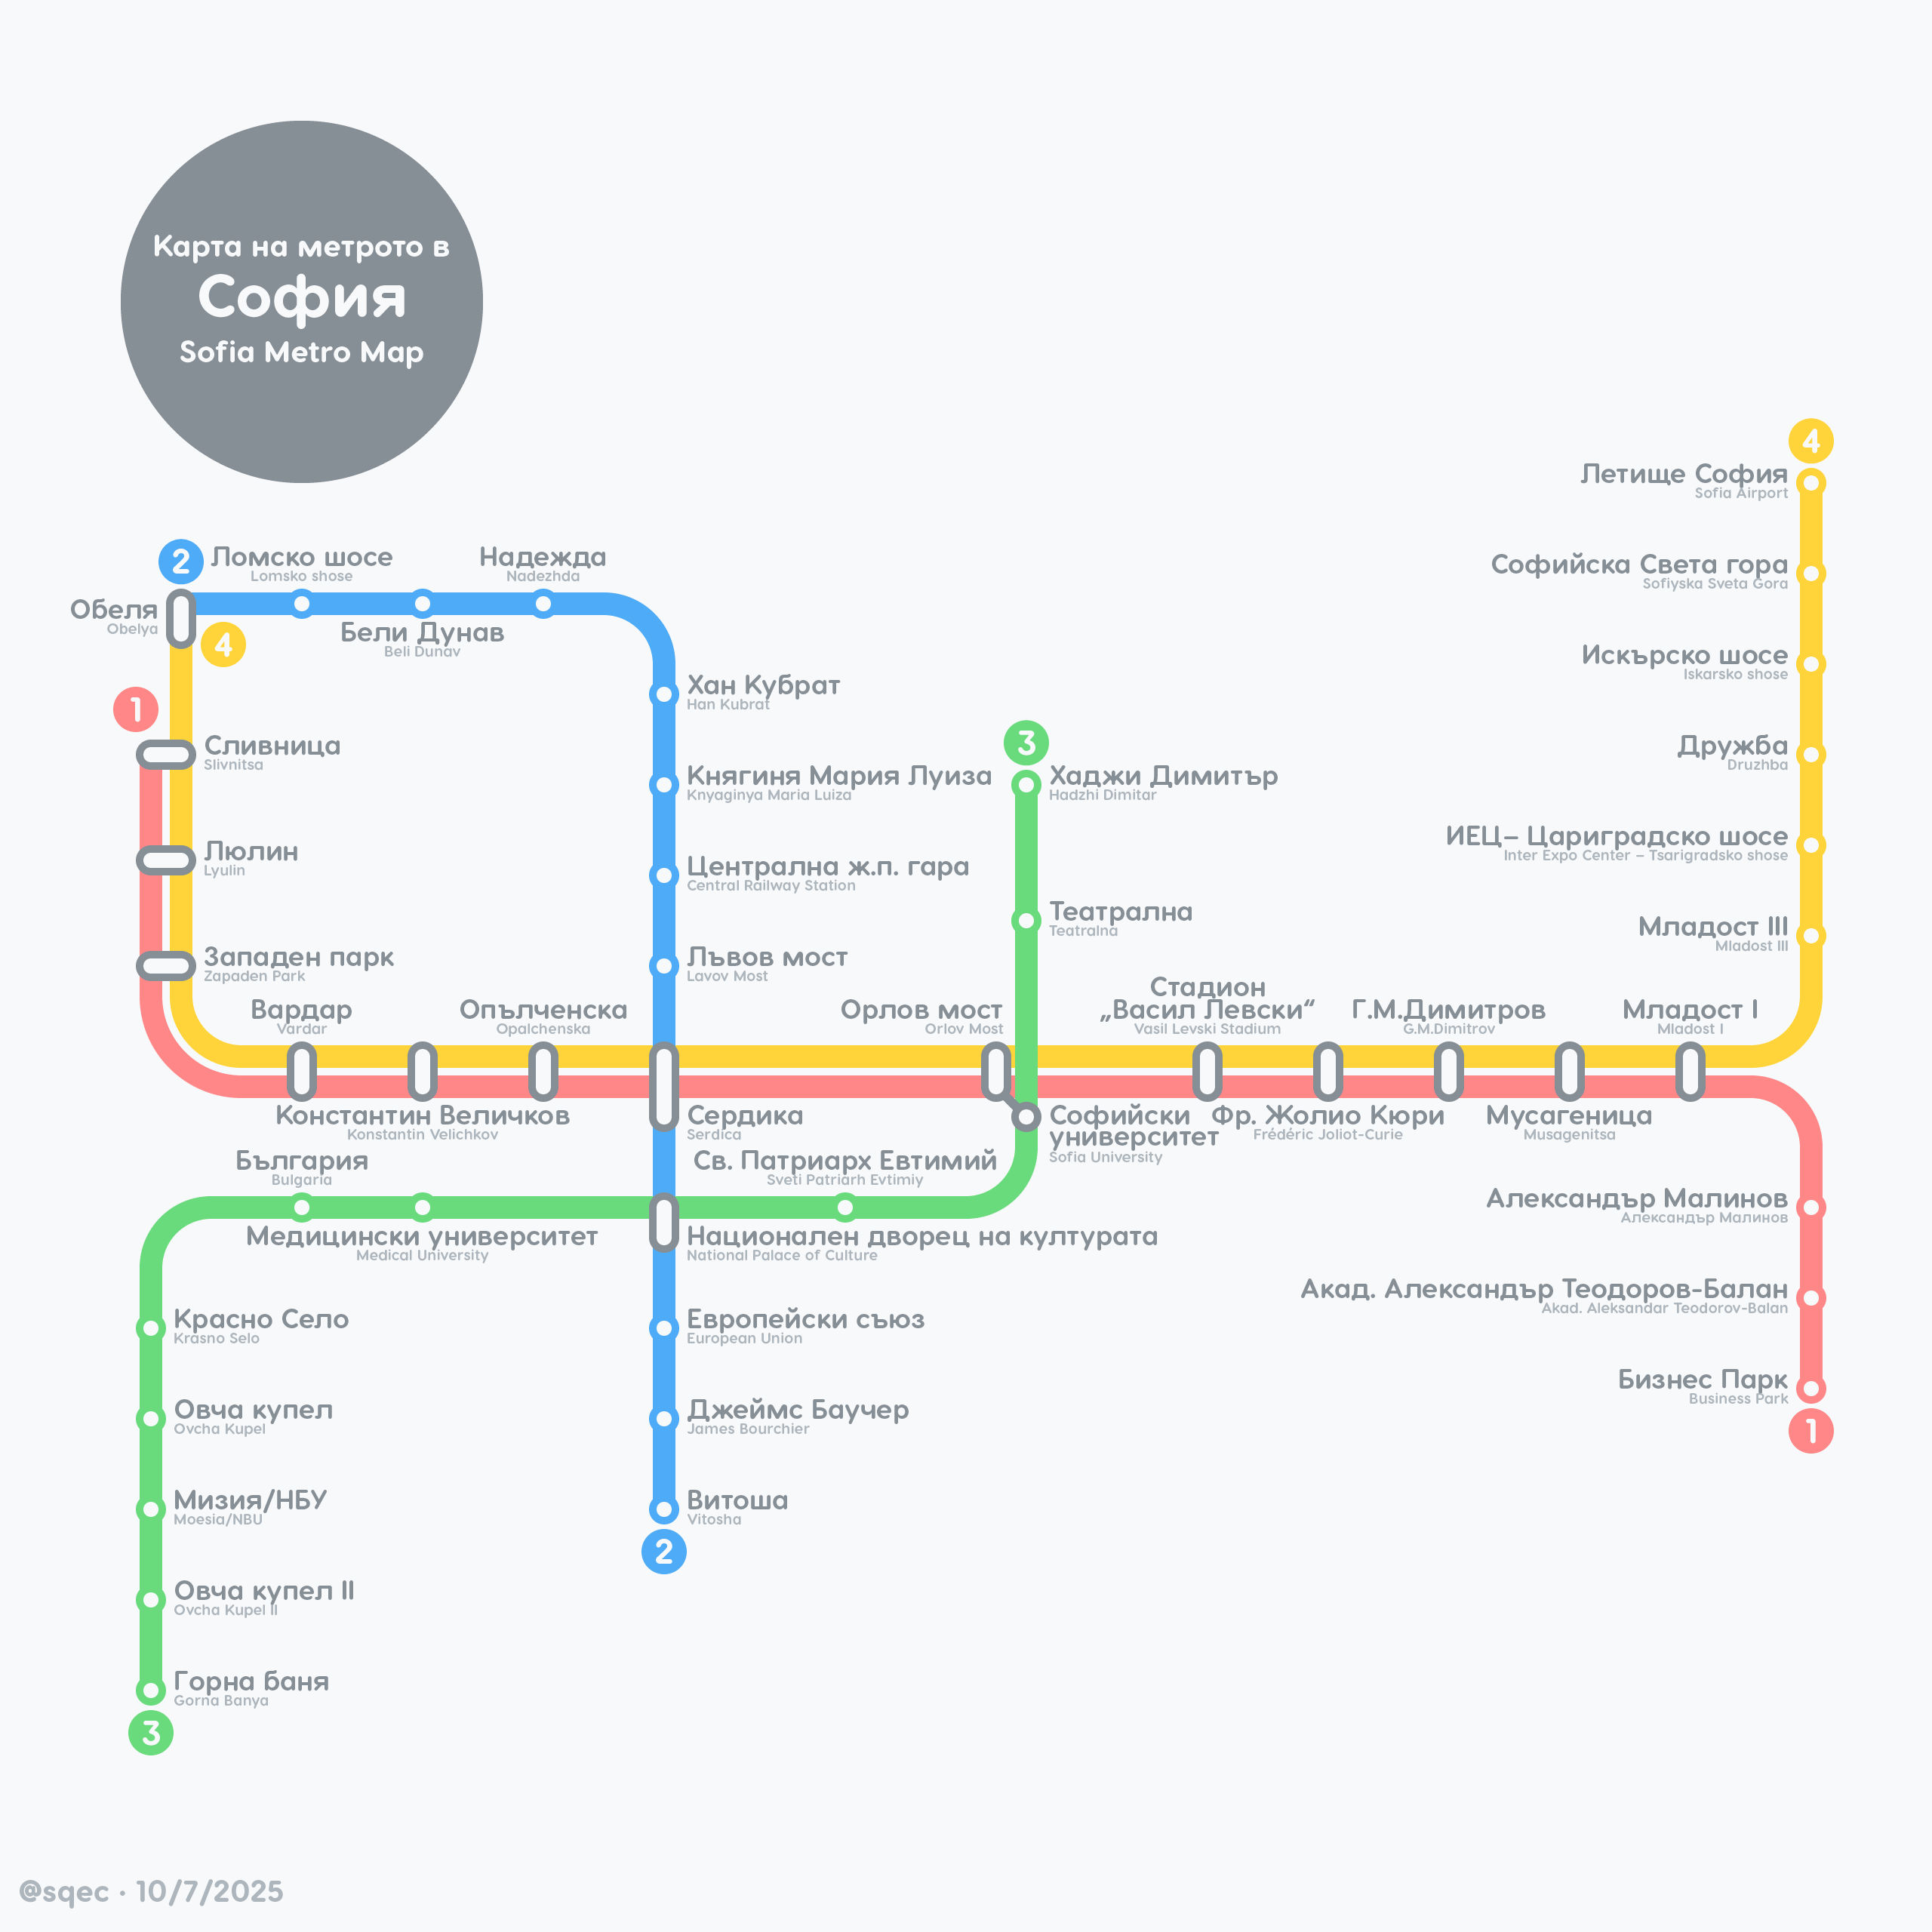 Карта на метрото в
София
Sofia Metro Map
4
Летище София
Sofia Airport
2
Ломско шосе
Lomsko shose
Надежда
Nadezhda
Софийска Света гора
Sofiyska Sveta Gora
Обеля
Obelya
Бели Дунав
Beli Dunav
4
Искърско шосе
Iskarsko shose
1
Хан Кубрат
Han Kubrat
3
Сливница
Slivnitsa
Дружба
Druzhba
Княгиня Мария Луиза
Knyaginya Maria Luiza
Хаджи Димитър
Hadzhi Dimitar
Люлин
Lyulin
ИЕЦ– Цариградско шосе
Inter Expo Center – Tsarigradsko shose
Централна ж.п. гара
Central Railway Station
Театрална
Teatralna
Младост III
Mladost III
Западен парк
Zapaden Park
Лъвов мост
Lavov Most
Вардар
Vardar
Опълченска
Opalchenska
Орлов мост
Orlov Most
Стадион
„Васил Левски“
Vasil Levski Stadium
Г.М.Димитров
G.M.Dimitrov
Младост I
Mladost I
Константин Величков
Konstantin Velichkov
Сердика
Serdica
Софийски
университет
Sofia University
Фр. Жолио Кюри
Frédéric Joliot-Curie
Мусагеница
Musagenitsa
България
Bulgaria
Св. Патриарх Евтимий
Sveti Patriarh Evtimiy
Александър Малинов
Александър Малинов
Медицински университет
Medical University
Национален дворец на културата
National Palace of Culture
Акад. Александър Теодоров-Балан
Akad. Aleksandar Teodorov-Balan
Красно Село
Krasno Selo
Европейски съюз
European Union
Бизнес Парк
Business Park
1
Овча купел
Ovcha Kupel
Джеймс Баучер
James Bourchier
Мизия/НБУ
Moesia/NBU
Витоша
Vitosha
2
Овча купел II
Ovcha Kupel II
Горна баня
Gorna Banya
3
@sqec · 10/7/2025